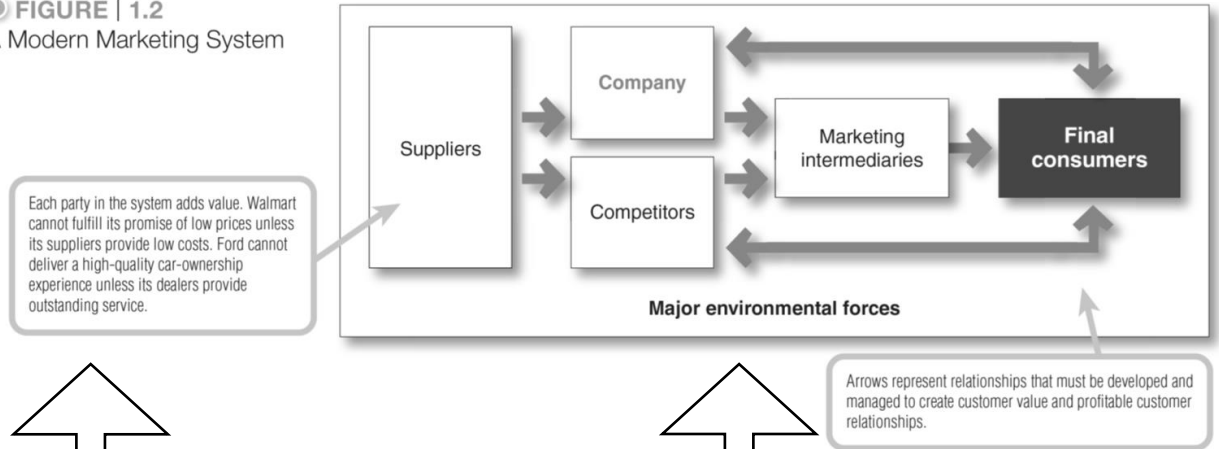 FIGURE | 1.2
Modern Marketing System
Suppliers
Company
Competitors
Marketing
intermediaries
Final
consumers
Major environmental forces
Each party in the system adds value. Walmart
cannot fulfill its promise of low prices unless
its suppliers provide low costs. Ford cannot
deliver a high-quality car-ownership
experience unless its dealers provide
outstanding service.
Arrows represent relationships that must be developed and
managed to create customer value and profitable customer
relationships.